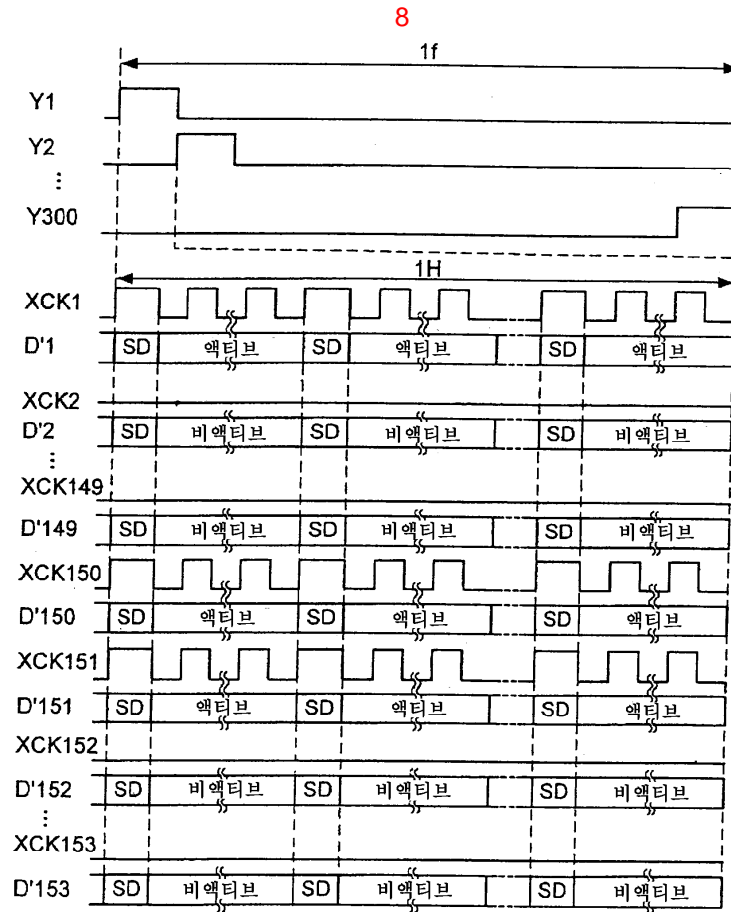 8
1f
Y1
Y2
⋮
Y300
1H
XCK1
D'1 SD 액티브 SD 액티브 SD 액티브
XCK2
D'2 SD 비액티브 SD 비액티브 SD 비액티브
⋮
XCK149
D'149 SD 비액티브 SD 비액티브 SD 비액티브
XCK150
D'150 SD 액티브 SD 액티브 SD 액티브
XCK151
D'151 SD 액티브 SD 액티브 SD 액티브
XCK152
D'152 SD 비액티브 SD 비액티브 SD 비액티브
⋮
XCK153
D'153 SD 비액티브 SD 비액티브 SD 비액티브